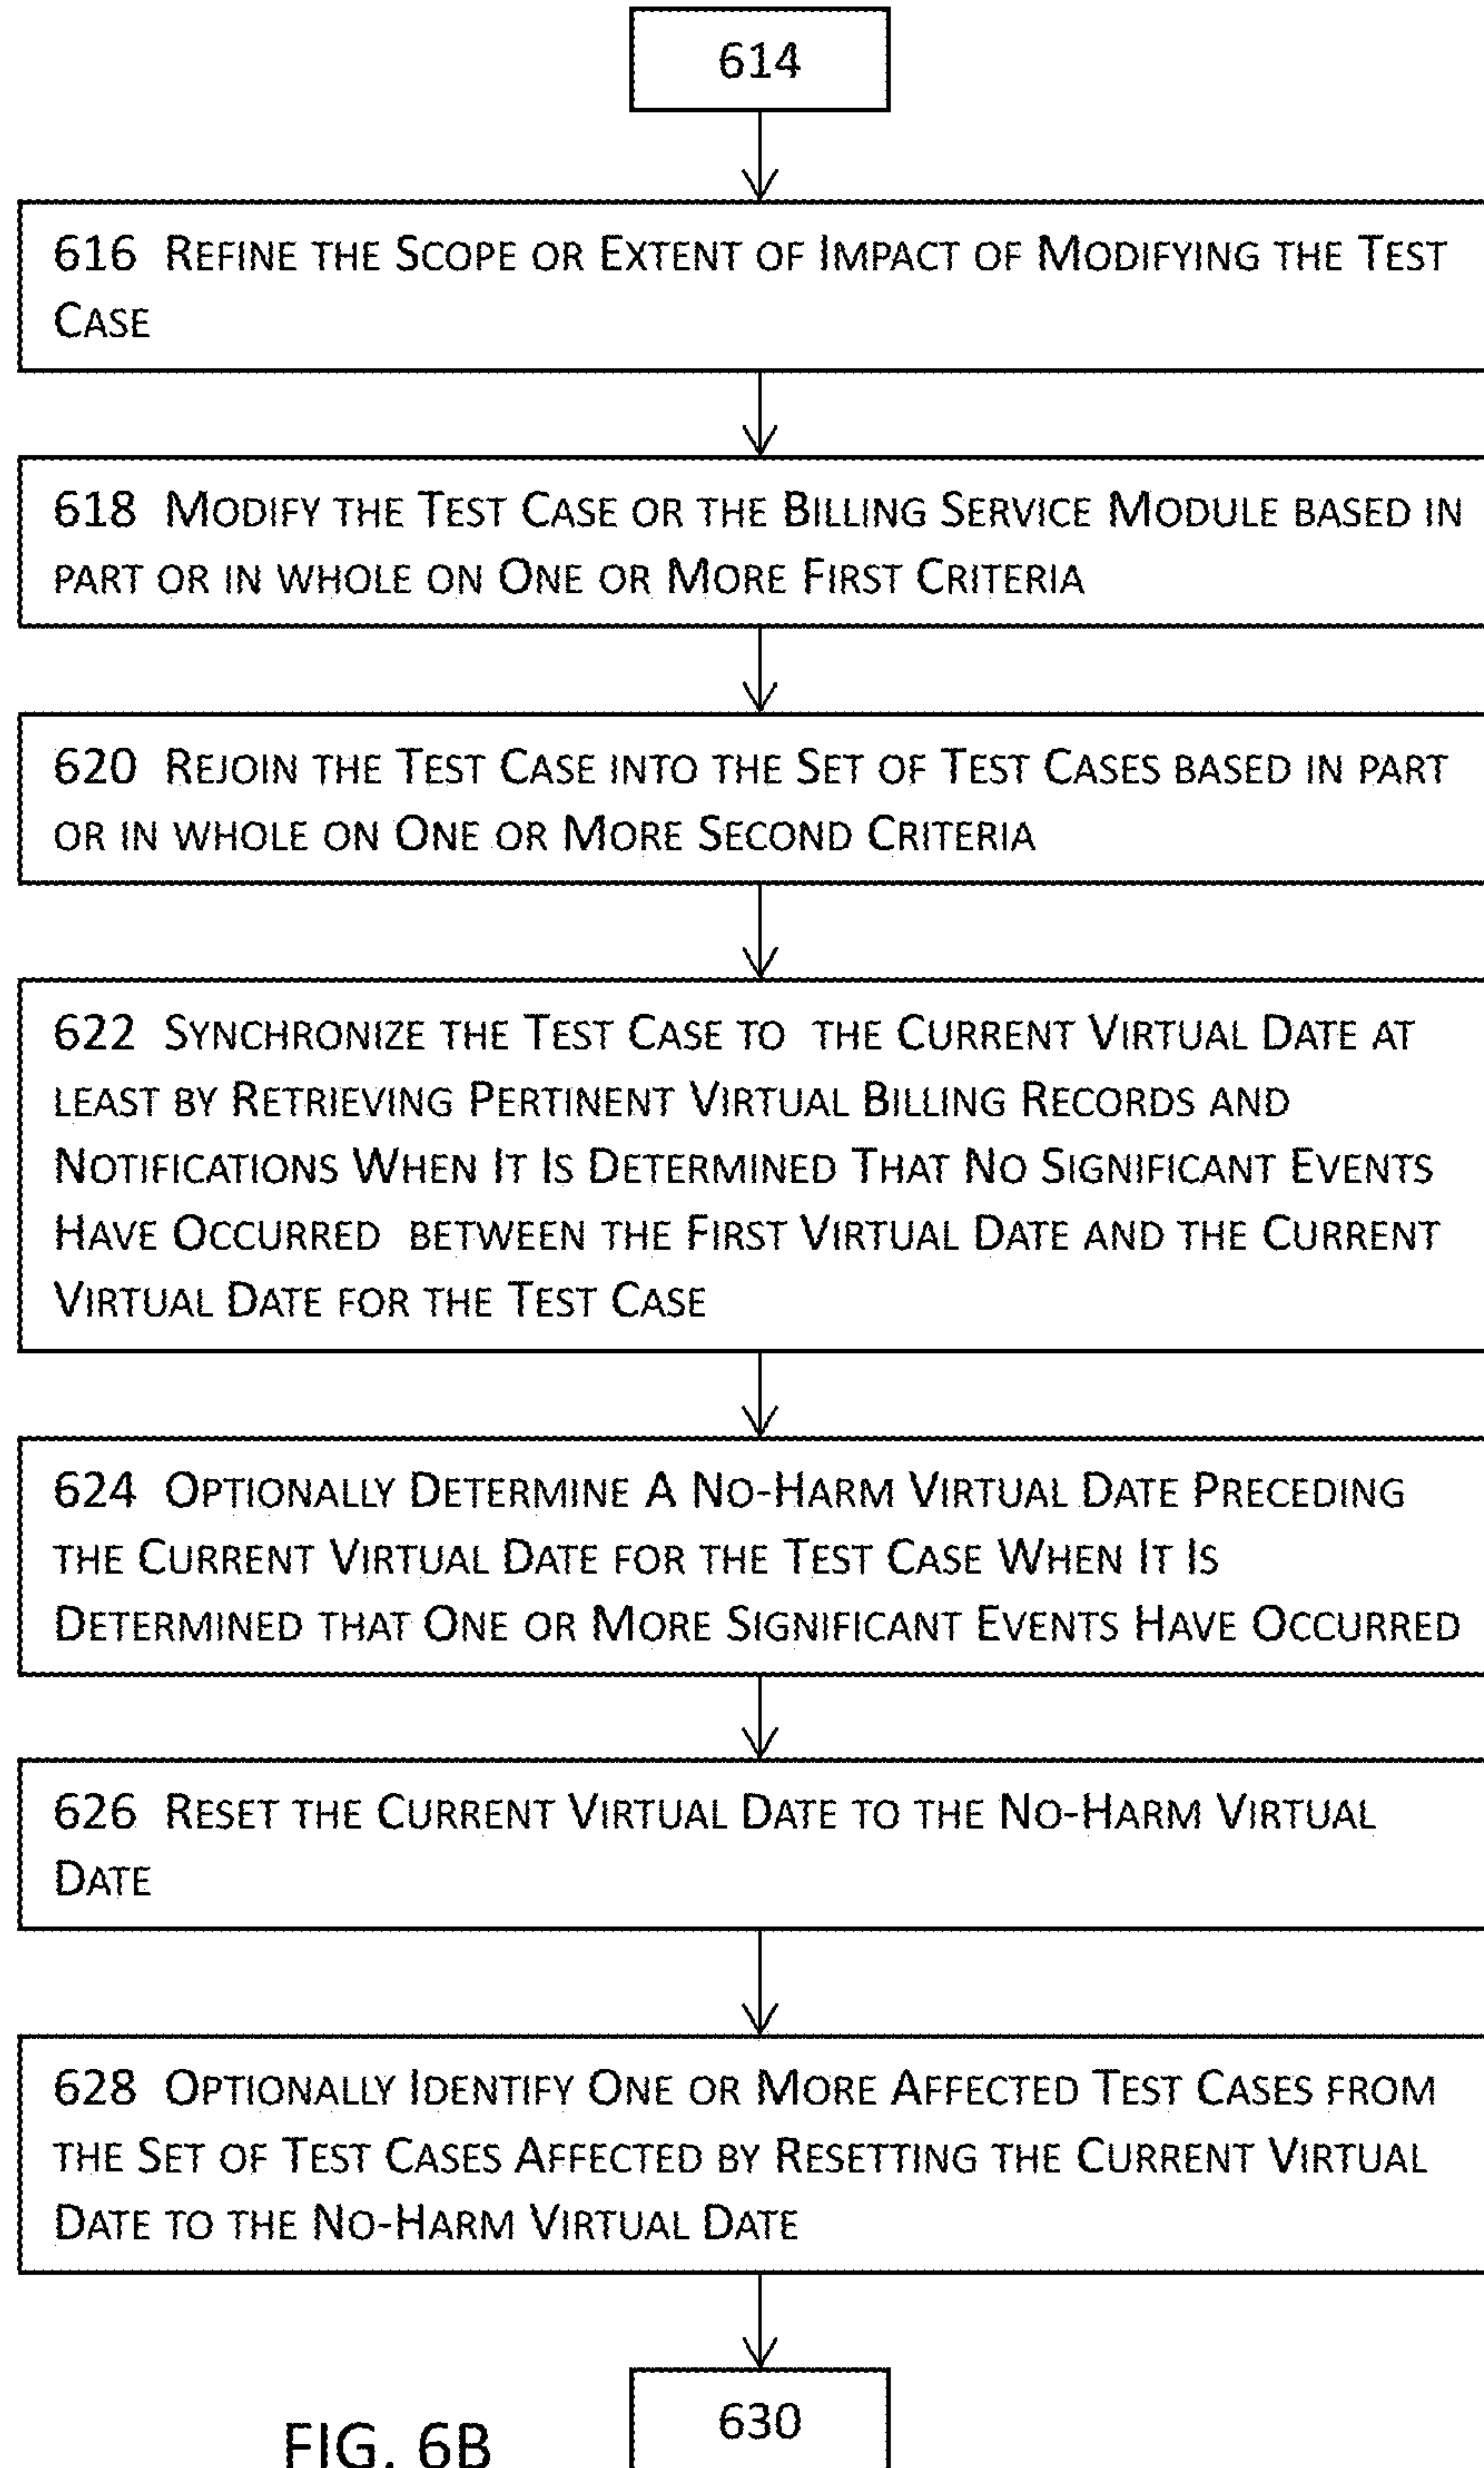 614
616 REFINE THE SCOPE OR EXTENT OF IMPACT OF MODIFYING THE TEST
CASE
618 MODIFY THE TEST CASE OR THE BILLING SERVICE MODULE BASED IN
PART OR IN WHOLE ON ONE OR MORE FIRST CRITERIA
620 REJOIN THE TEST CASE INTO THE SET OF TEST CASES BASED IN PART
OR IN WHOLE ON ONE OR MORE SECOND CRITERIA
622 SYNCHRONIZE THE TEST CASE TO THE CURRENT VIRTUAL DATE AT
LEAST BY RETRIEVING PERTINENT VIRTUAL BILLING RECORDS AND
NOTIFICATIONS WHEN IT IS DETERMINED THAT NO SIGNIFICANT EVENTS
HAVE OCCURRED BETWEEN THE FIRST VIRTUAL DATE AND THE CURRENT
VIRTUAL DATE FOR THE TEST CASE
624 OPTIONALLY DETERMINE A NO-HARM VIRTUAL DATE PRECEDING
THE CURRENT VIRTUAL DATE FOR THE TEST CASE WHEN IT IS
DETERMINED THAT ONE OR MORE SIGNIFICANT EVENTS HAVE OCCURRED
626 RESET THE CURRENT VIRTUAL DATE TO THE NO-HARM VIRTUAL
DATE
628 OPTIONALLY IDENTIFY ONE OR MORE AFFECTED TEST CASES FROM
THE SET OF TEST CASES AFFECTED BY RESETTING THE CURRENT VIRTUAL
DATE TO THE NO-HARM VIRTUAL DATE
630
FIG. 6B